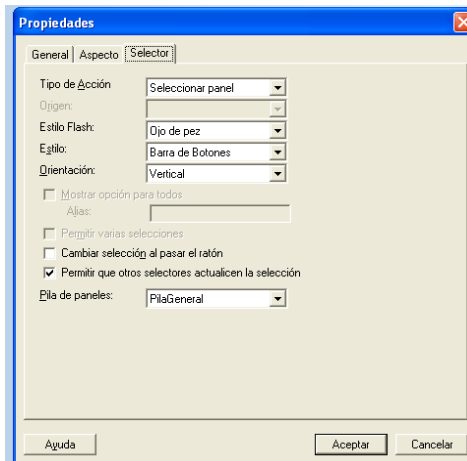 Propiedades
General Aspecto Selector
Tipo de Acción Seleccionar panel
Origen:
Estilo Flash: Ojo de pez
Estilo: Barra de Botones
Orientación: Vertical
Mostrar opción para todos
Alias:
Permitir varias selecciones
Cambiar selección al pasar el ratón
Permitir que otros selectores actualicen la selección
Pila de paneles: PilaGeneral
Ayuda Aceptar Cancelar